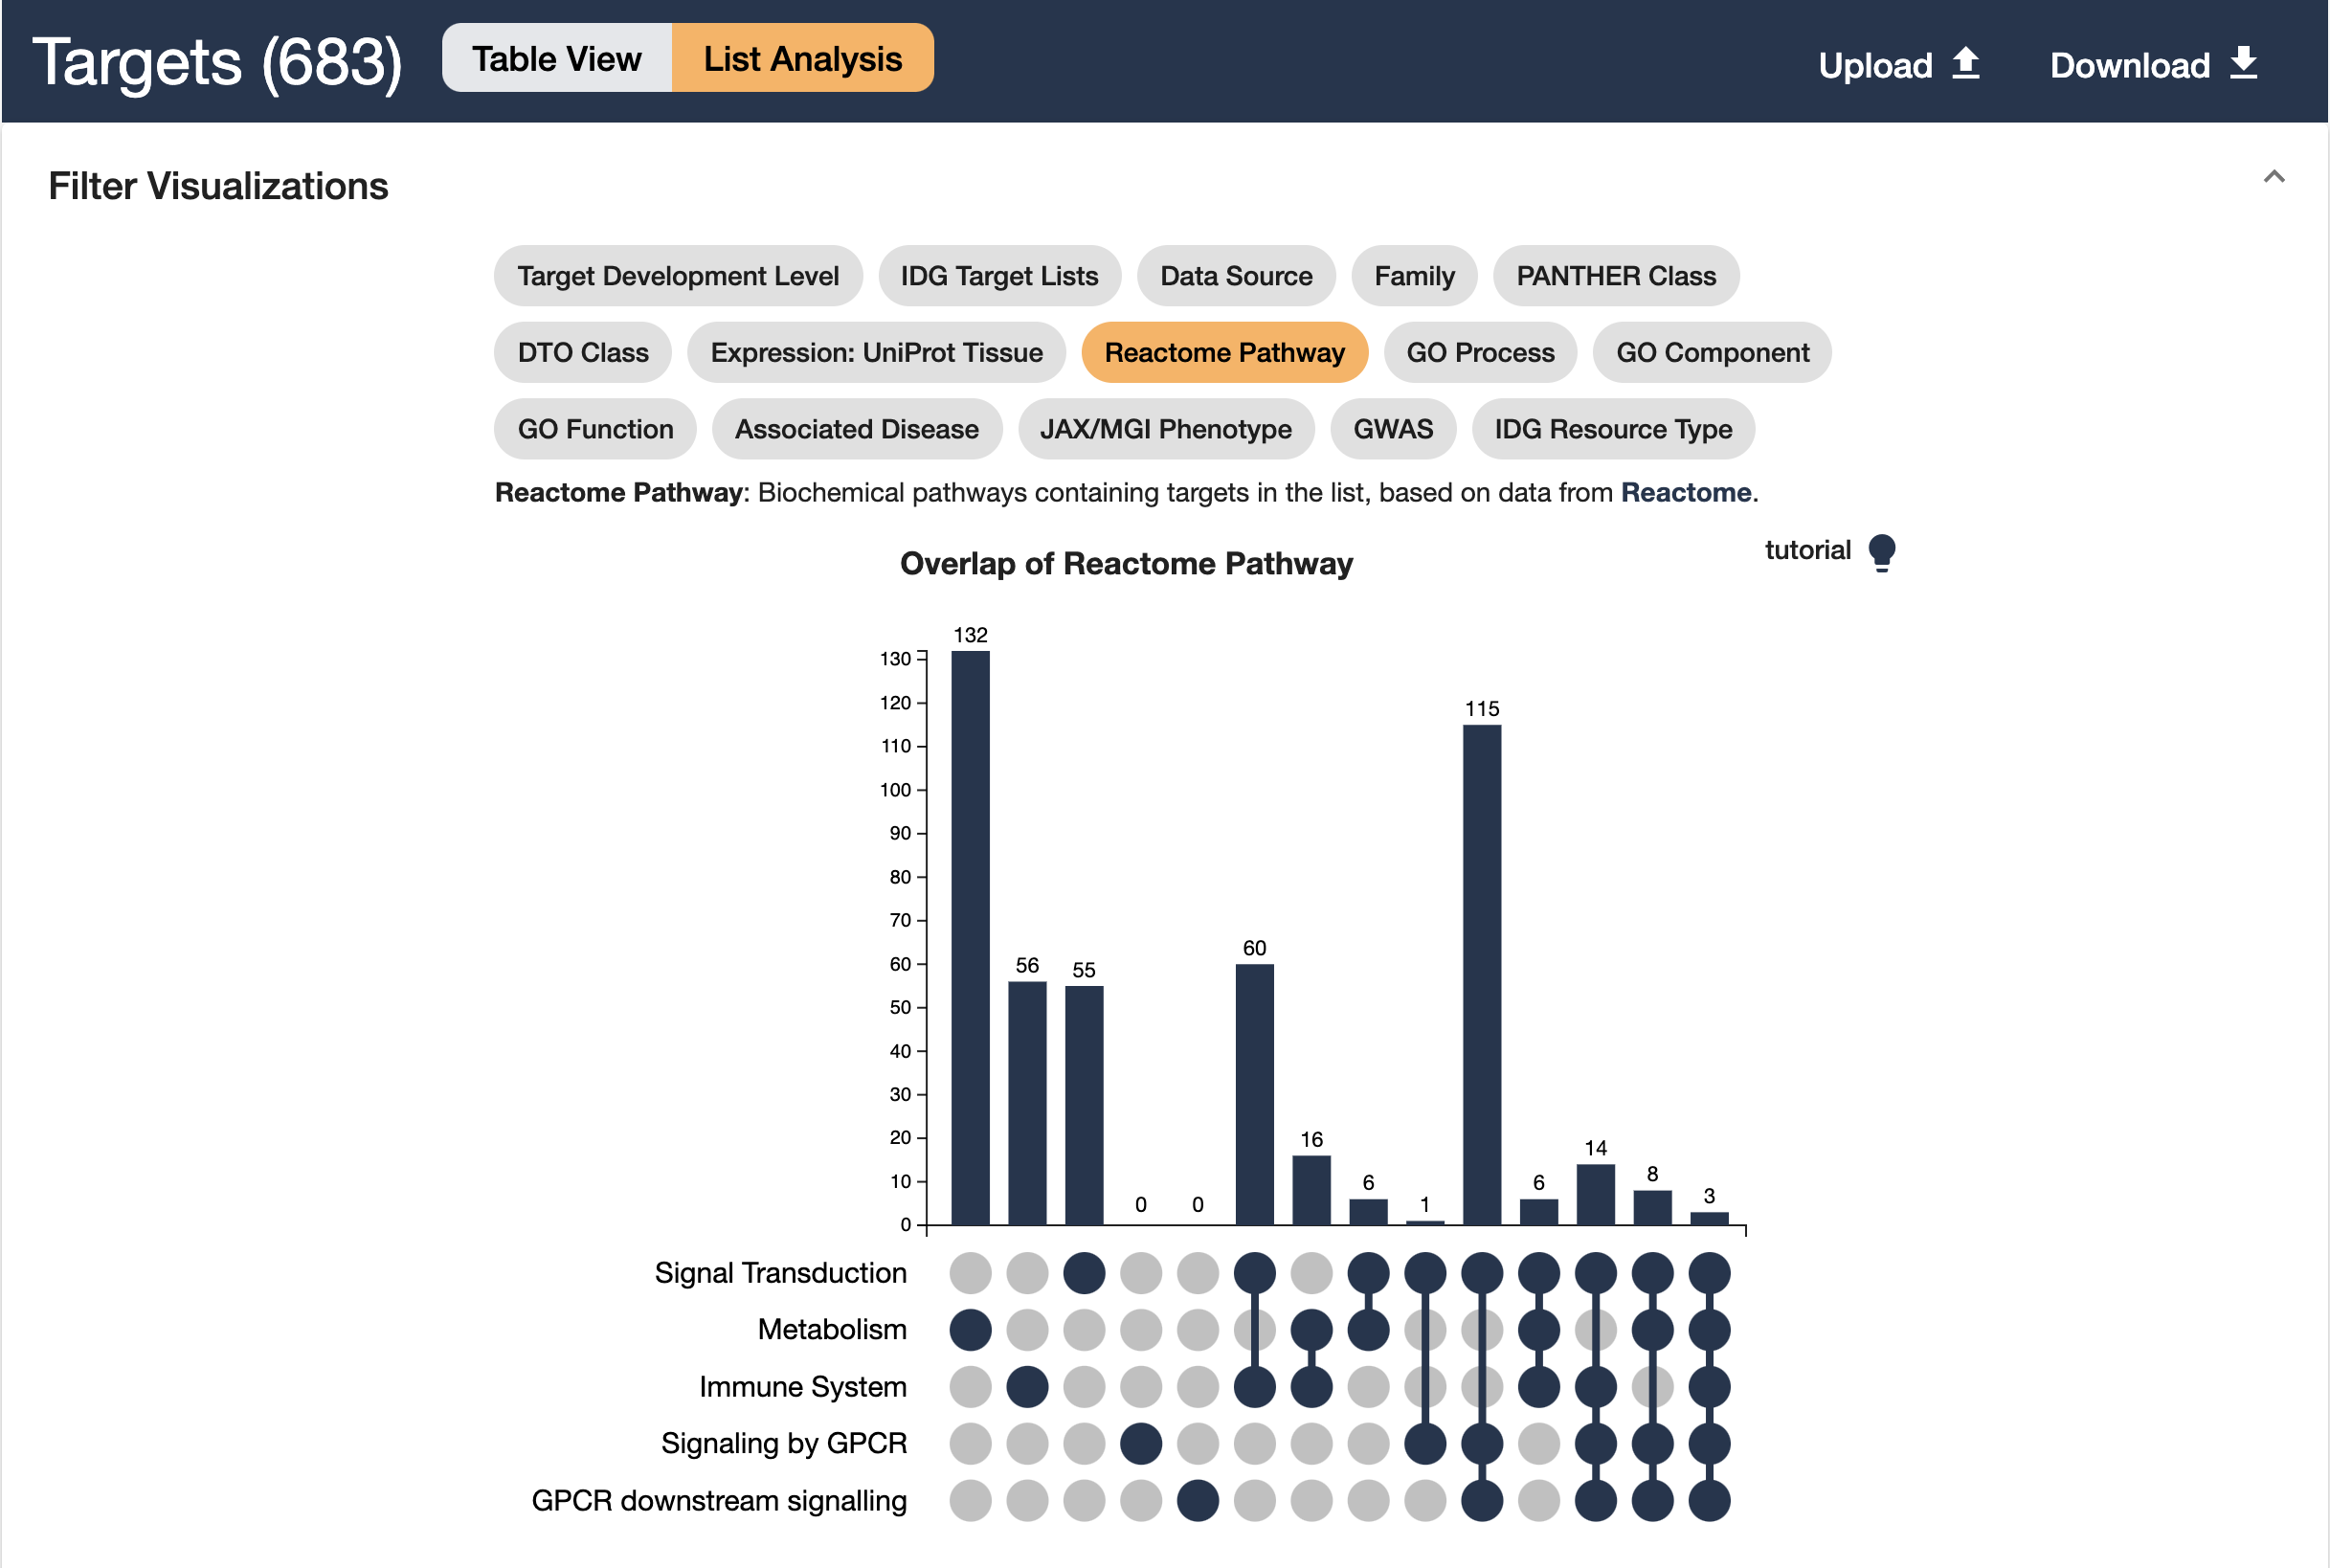 Targets (683) Table View List Analysis Upload Download
Filter Visualizations
Target Development Level IDG Target Lists Data Source Family PANTHER Class
DTO Class Expression: UniProt Tissue Reactome Pathway GO Process GO Component
GO Function Associated Disease JAX/MGI Phenotype GWAS IDG Resource Type
Reactome Pathway: Biochemical pathways containing targets in the list, based on data from Reactome.
tutorial
Overlap of Reactome Pathway
132
130
120
115
110
100
90
80
70
60
60
56
55
50
40
30
20
16
14
10
8
6
6
3
1
0
0
0
Signal Transduction
Metabolism
Immune System
Signaling by GPCR
GPCR downstream signalling